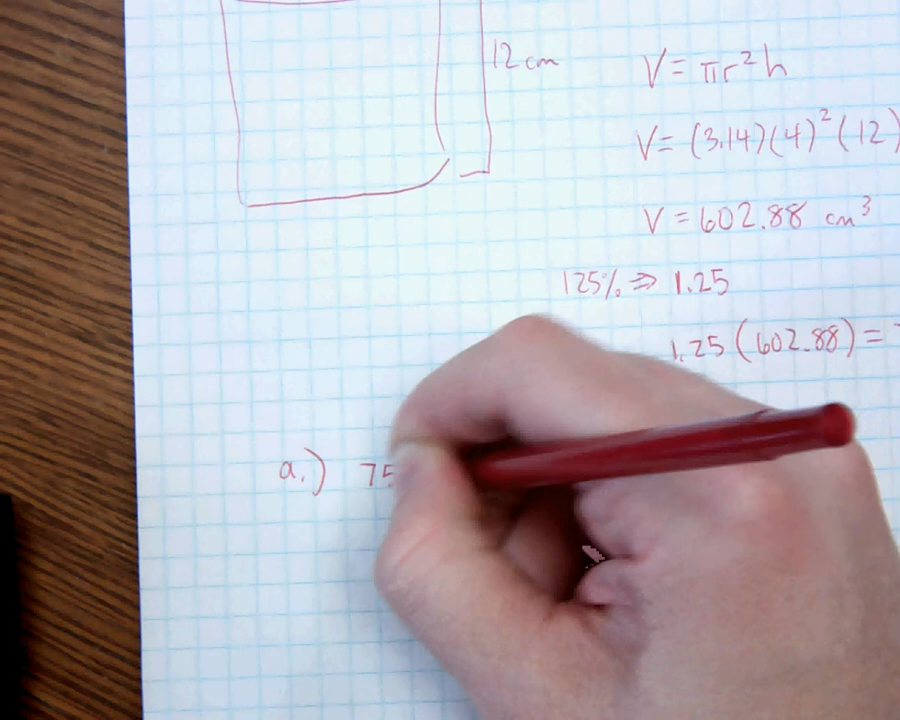 12 cm
V = πr²h
V = (3.14)(4)²(12)
V = 602.88 cm³
125% ⇒ 1.25
1.25 (602.88) =
a.) 75